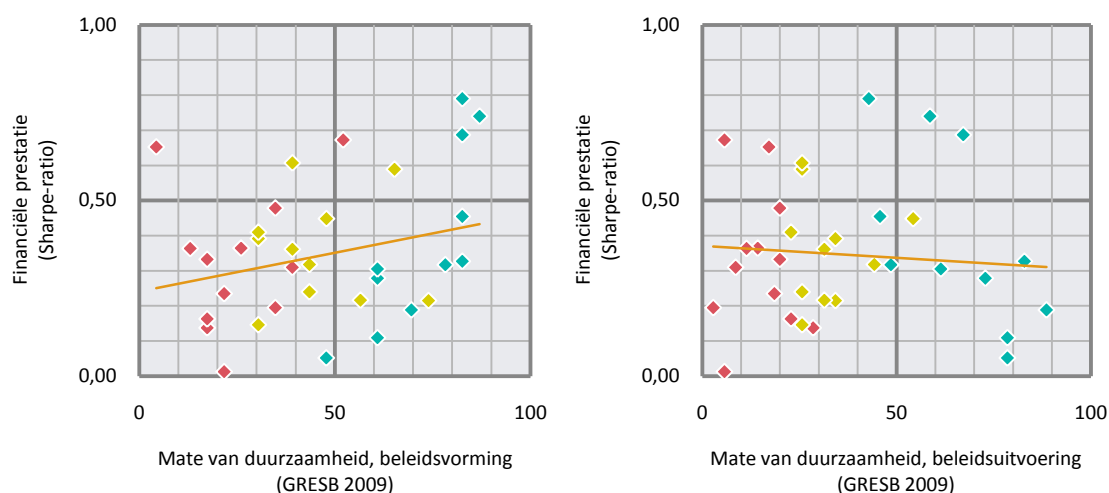 Financiële prestatie
(Sharpe-ratio)
1,00
0,50
0,00
0
50
100
Mate van duurzaamheid, beleidsvorming
(GRESB 2009)
Financiële prestatie
(Sharpe-ratio)
1,00
0,50
0,00
0
50
100
Mate van duurzaamheid, beleidsuitvoering
(GRESB 2009)